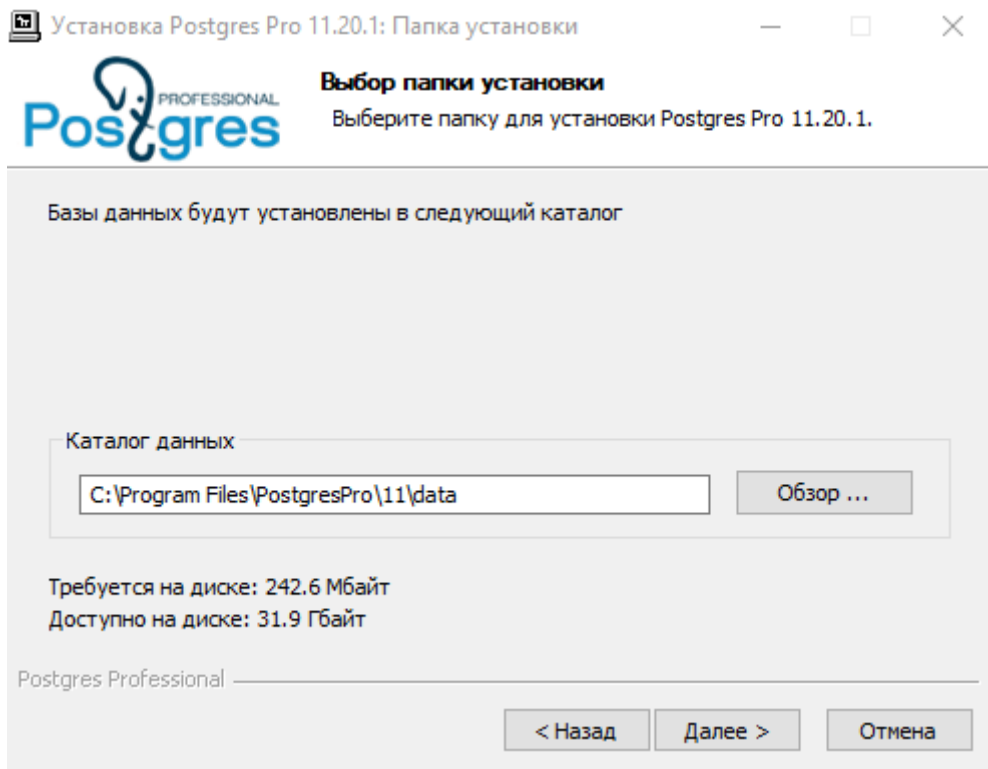 Установка Postgres Pro 11.20.1: Папка установки
PROFESSIONAL
Postgres
Выбор папки установки
Выберите папку для установки Postgres Pro 11.20.1.
Базы данных будут установлены в следующий каталог
Каталог данных
C:\Program Files\PostgresPro\11\data
Обзор ...
Требуется на диске: 242.6 Мбайт
Доступно на диске: 31.9 Гбайт
Postgres Professional
< Назад
Далее >
Отмена